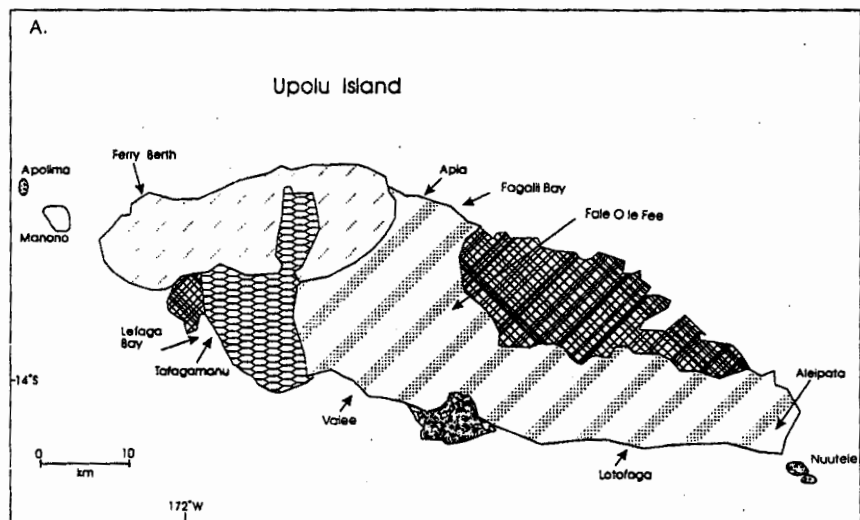 A.
Upolu Island
Ferry Berth
Apolima
Apia
Fagalii Bay
Fale O le Fee
Manono
Lefaga
Bay
Tafagamanu
14°S
Aleipata
Vaiee
0 10
km
Lotofaga
Nuutele
172°W